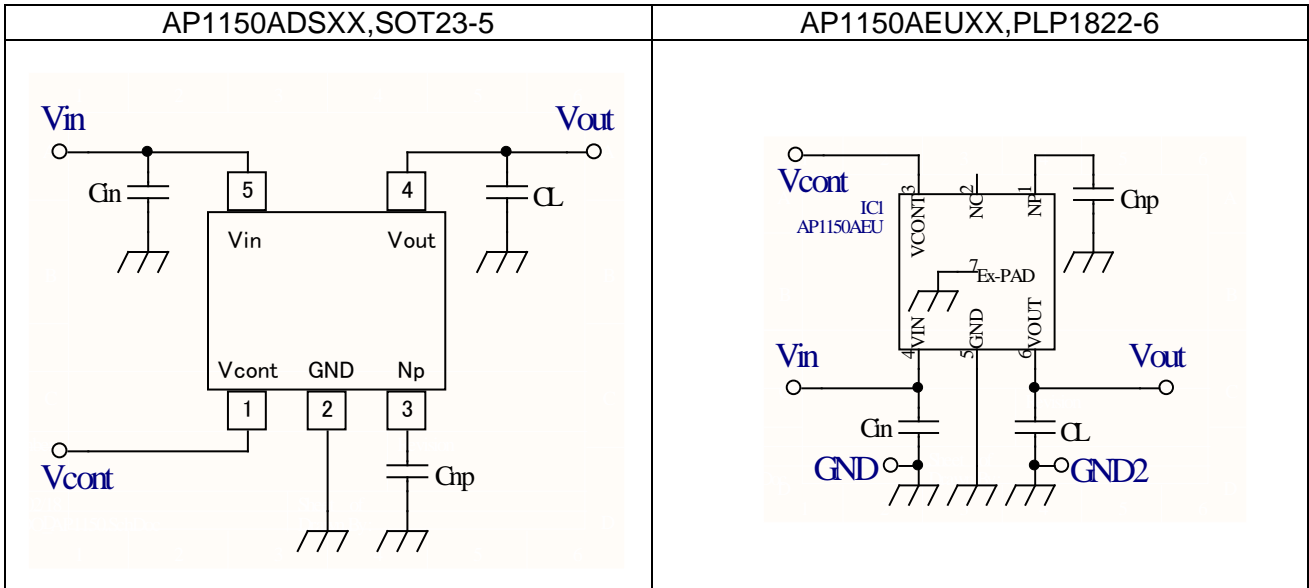 AP1150ADSXX,SOT23-5
AP1150AEUXX,PLP1822-6
Vin
Vout
Cin
5
4
CL
Vin
Vout
Vcont
GND
Np
1
2
3
Vcont
Cnp
Vcont
3
2
1
VCONT
NC
NP
Cnp
IC1
AP1150AEU
7
Ex-PAD
VIN
GND
VOUT
4
5
6
Vin
Vout
Cin
CL
GND
GND2